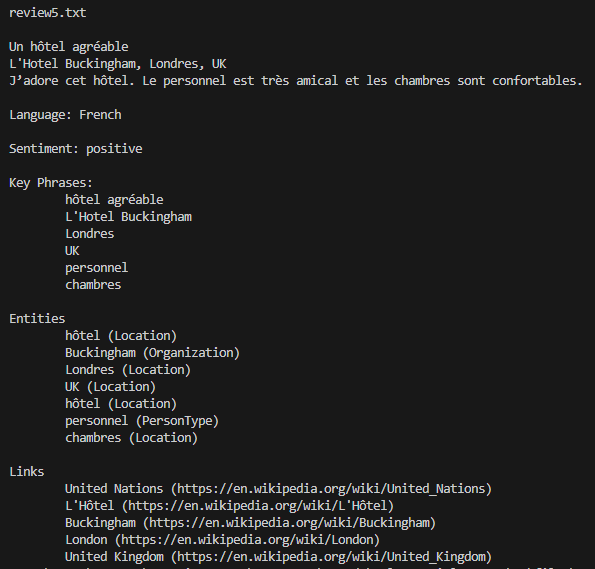 review5.txt
Un hôtel agréable
L'Hotel Buckingham, Londres, UK
J’adore cet hôtel. Le personnel est très amical et les chambres sont confortables.
Language: French
Sentiment: positive
Key Phrases:
hôtel agréable
L'Hotel Buckingham
Londres
UK
personnel
chambres
Entities
hôtel (Location)
Buckingham (Organization)
Londres (Location)
UK (Location)
hôtel (Location)
personnel (PersonType)
chambres (Location)
Links
United Nations (https://en.wikipedia.org/wiki/United_Nations)
L'Hôtel (https://en.wikipedia.org/wiki/L'Hôtel)
Buckingham (https://en.wikipedia.org/wiki/Buckingham)
London (https://en.wikipedia.org/wiki/London)
United Kingdom (https://en.wikipedia.org/wiki/United_Kingdom)